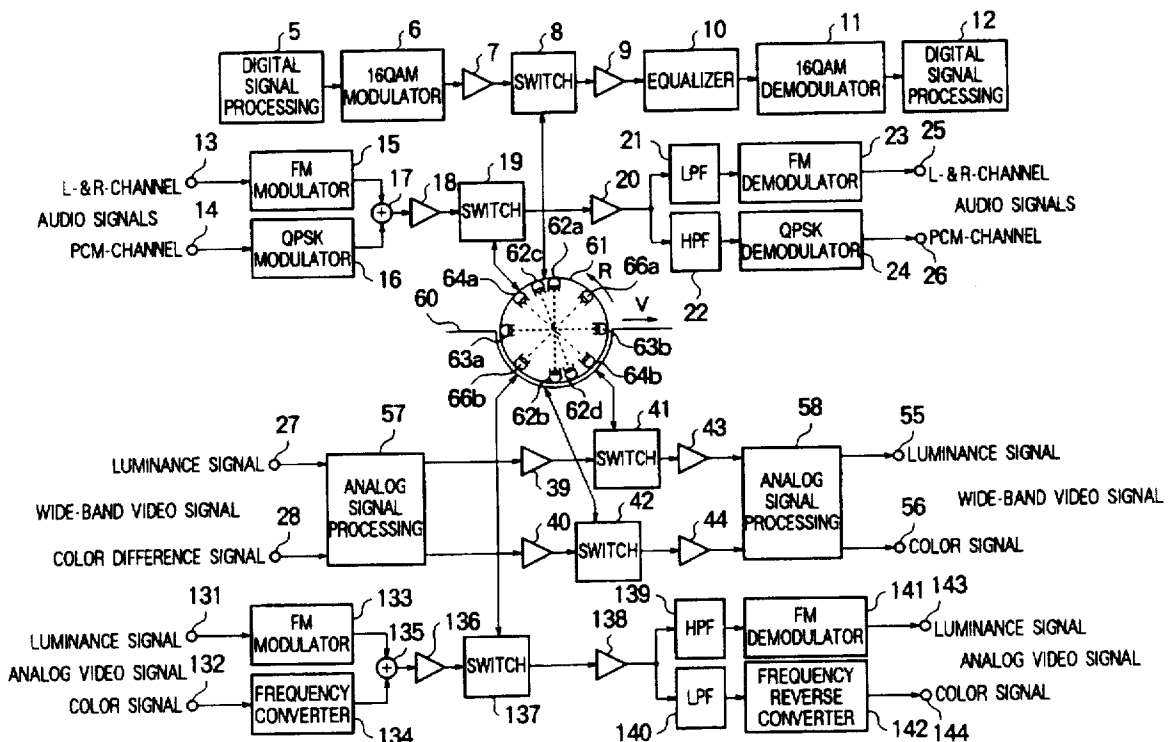 5
6
7
8
9
10
11
12
DIGITAL
SIGNAL
PROCESSING
16QAM
MODULATOR
SWITCH
EQUALIZER
16QAM
DEMODULATOR
DIGITAL
SIGNAL
PROCESSING
13
15
17
18
19
20
21
23
25
L-&R-CHANNEL
AUDIO SIGNALS
PCM-CHANNEL
14
16
FM
MODULATOR
QPSK
MODULATOR
SWITCH
LPF
HPF
22
FM
DEMODULATOR
QPSK
DEMODULATOR
24
26
L-&R-CHANNEL
AUDIO SIGNALS
PCM-CHANNEL
62a
62c
61
64a
R
66a
60
V
63a
63b
66b
64b
62b
62d
27
57
41
43
58
55
LUMINANCE SIGNAL
WIDE-BAND VIDEO SIGNAL
28
COLOR DIFFERENCE SIGNAL
ANALOG
SIGNAL
PROCESSING
39
SWITCH
42
40
SWITCH
44
ANALOG
SIGNAL
PROCESSING
LUMINANCE SIGNAL
WIDE-BAND VIDEO SIGNAL
56
COLOR SIGNAL
131
133
135
136
138
139
141
143
LUMINANCE SIGNAL
ANALOG VIDEO SIGNAL
132
COLOR SIGNAL
FM
MODULATOR
FREQUENCY
CONVERTER
134
SWITCH
137
HPF
LPF
140
FM
DEMODULATOR
FREQUENCY
REVERSE
CONVERTER
142
144
LUMINANCE SIGNAL
ANALOG VIDEO SIGNAL
COLOR SIGNAL